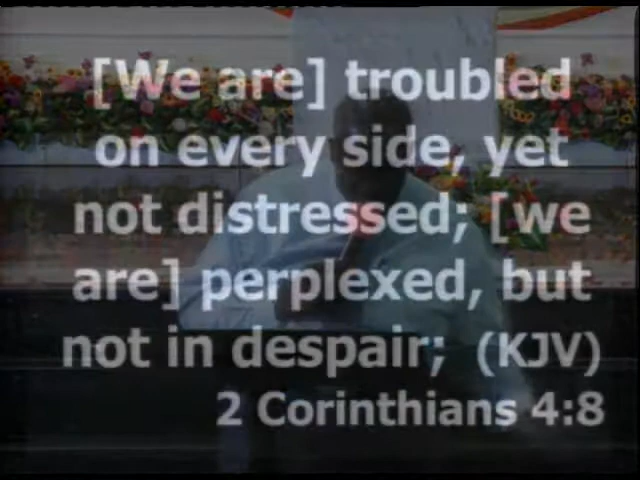 [We are] troubled
on every side, yet
not distressed; [we
are] perplexed, but
not in despair; (KJV)
2 Corinthians 4:8